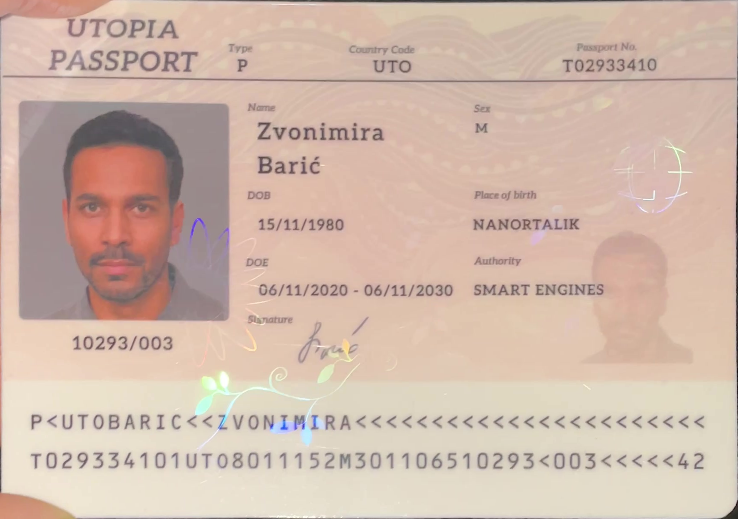 UTOPIA
PASSPORT
Type
P
Country Code
UTO
Passport No.
T02933410
Name
Zvonimira
Barić
Sex
M
DOB
15/11/1980
Place of birth
NANORTALIK
DOE
06/11/2020 - 06/11/2030
Authority
SMART ENGINES
Signature
10293/003
P<UTOBARIC<<ZVONIMIRA<<<<<<<<<<<<<<<<<<<<<<<
T029334101UTO8011152M301106510293<003<<<<<42